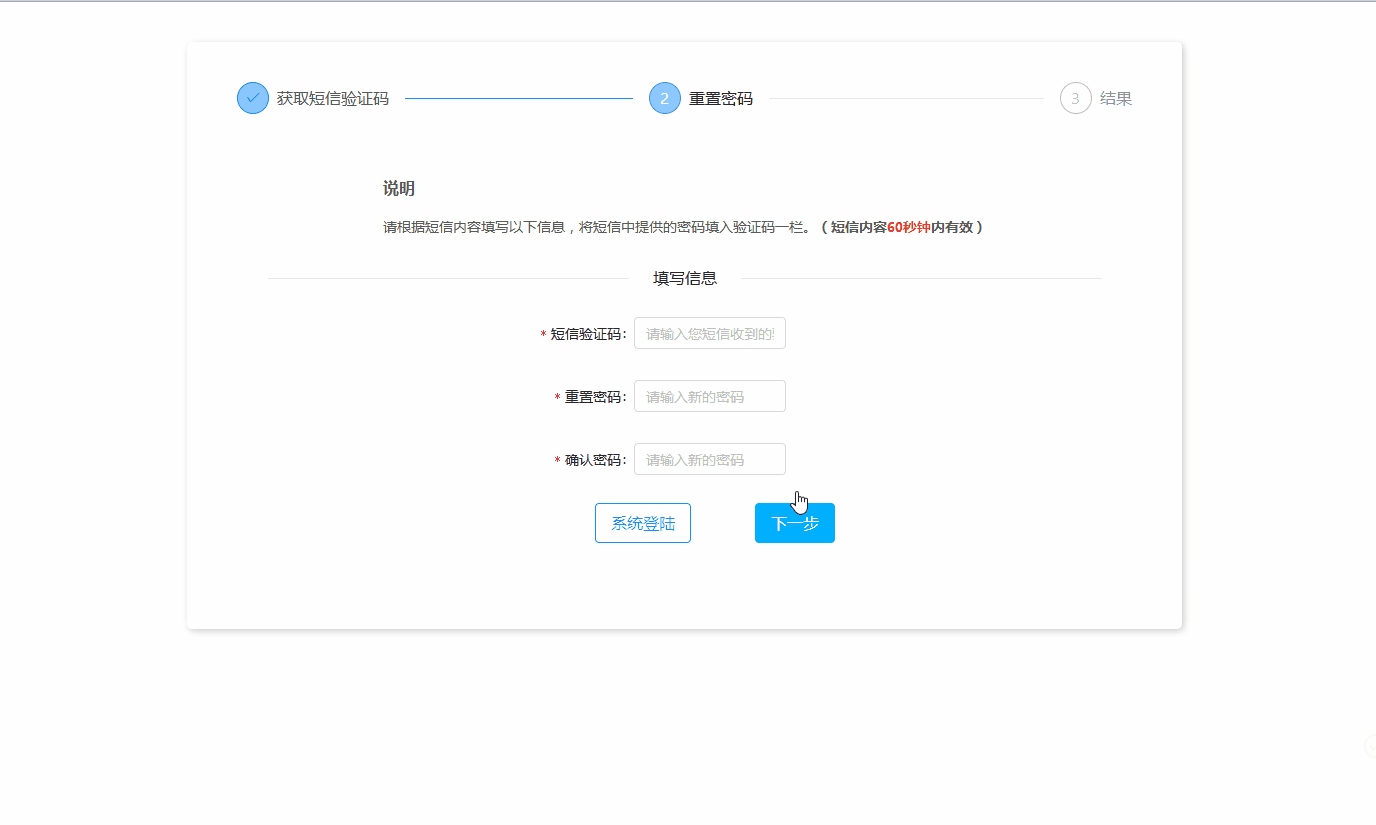 获取短信验证码 2 重置密码 3 结果
说明
请根据短信内容填写以下信息，将短信中提供的密码填入验证码一栏。（短信内容60秒钟内有效）
填写信息
* 短信验证码： 请输入您短信收到的
* 重置密码： 请输入新的密码
* 确认密码： 请输入新的密码
系统登陆 下一步